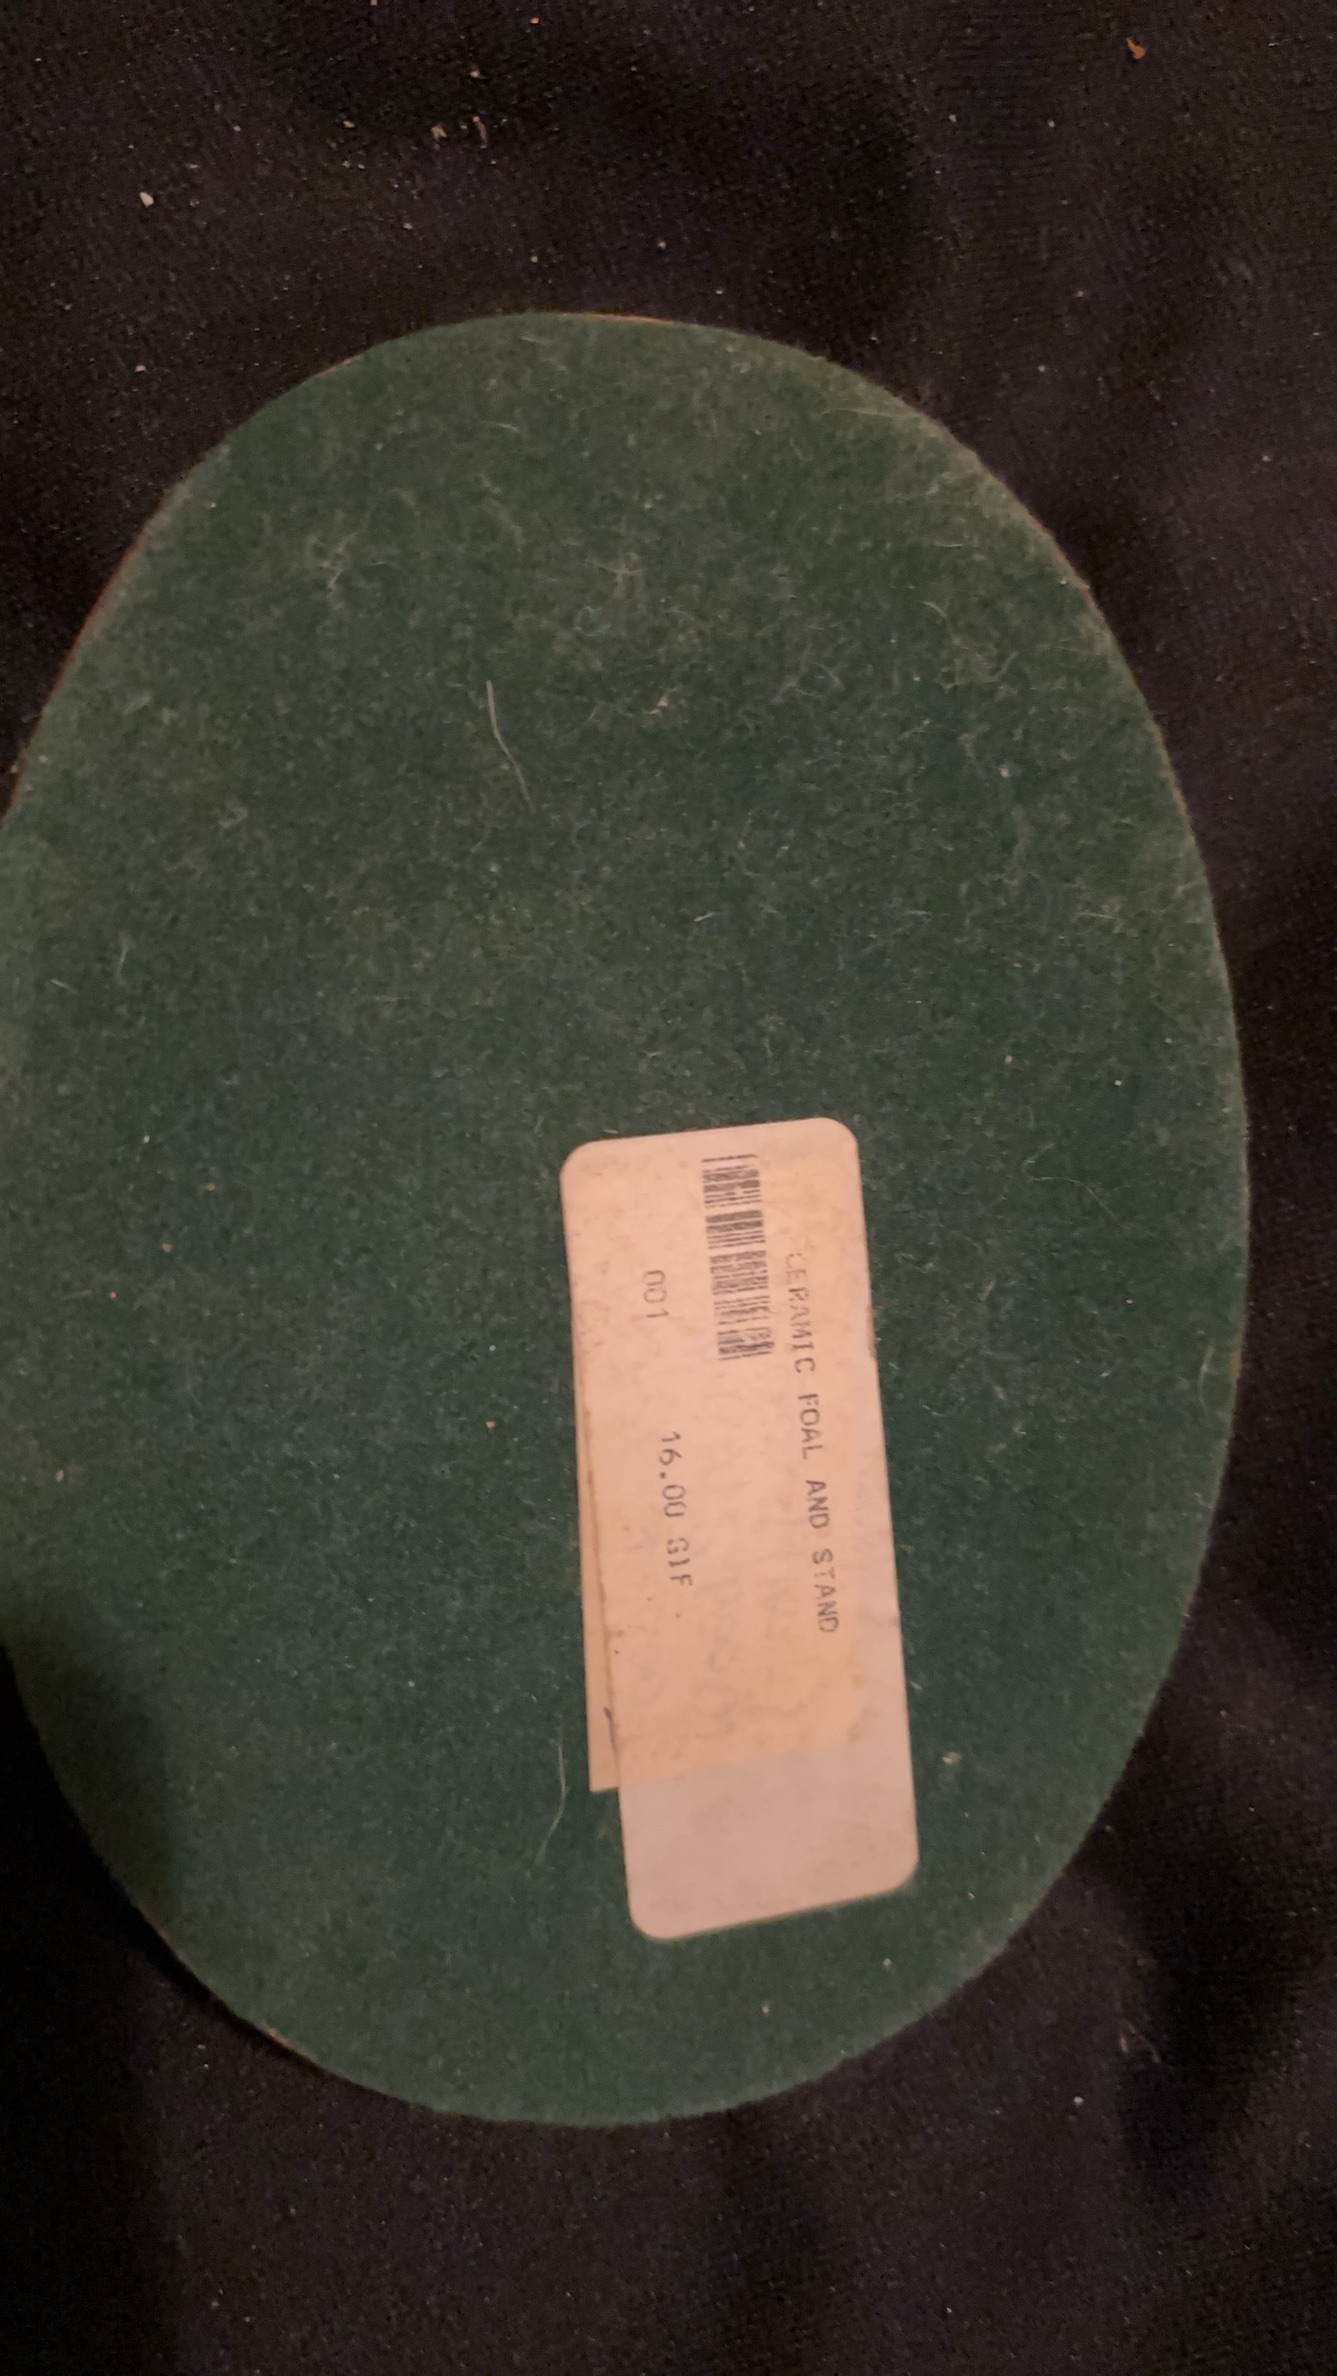 CERAMIC FOAL AND STAND
001 16.00 GIF